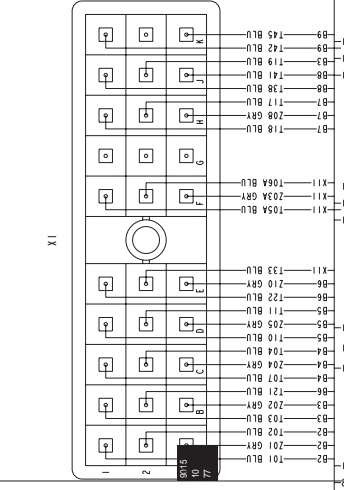 B9 T45 BLU
K
B9 T42 BLU
B3 T19 BLU
B8 T41 BLU
J
B8 T38 BLU
B7 T17 BLU
B7 Z08 GRY
H
B7 T18 BLU
G
X11 T06A BLU
X11 Z03A GRY
F
X11 T05A BLU
X1
X11 T33 BLU
B6 Z10 GRY
E
B6 T22 BLU
B5 T11 BLU
B5 Z05 GRY
D
B5 T10 BLU
B4 T04 BLU
B4 Z04 GRY
C
B4 T07 BLU
B6 T21 BLU
B3 Z02 GRY
B
B3 T03 BLU
B2 T02 BLU
B2 Z01 GRY
B2 T01 BLU
1
2
9015
10
77